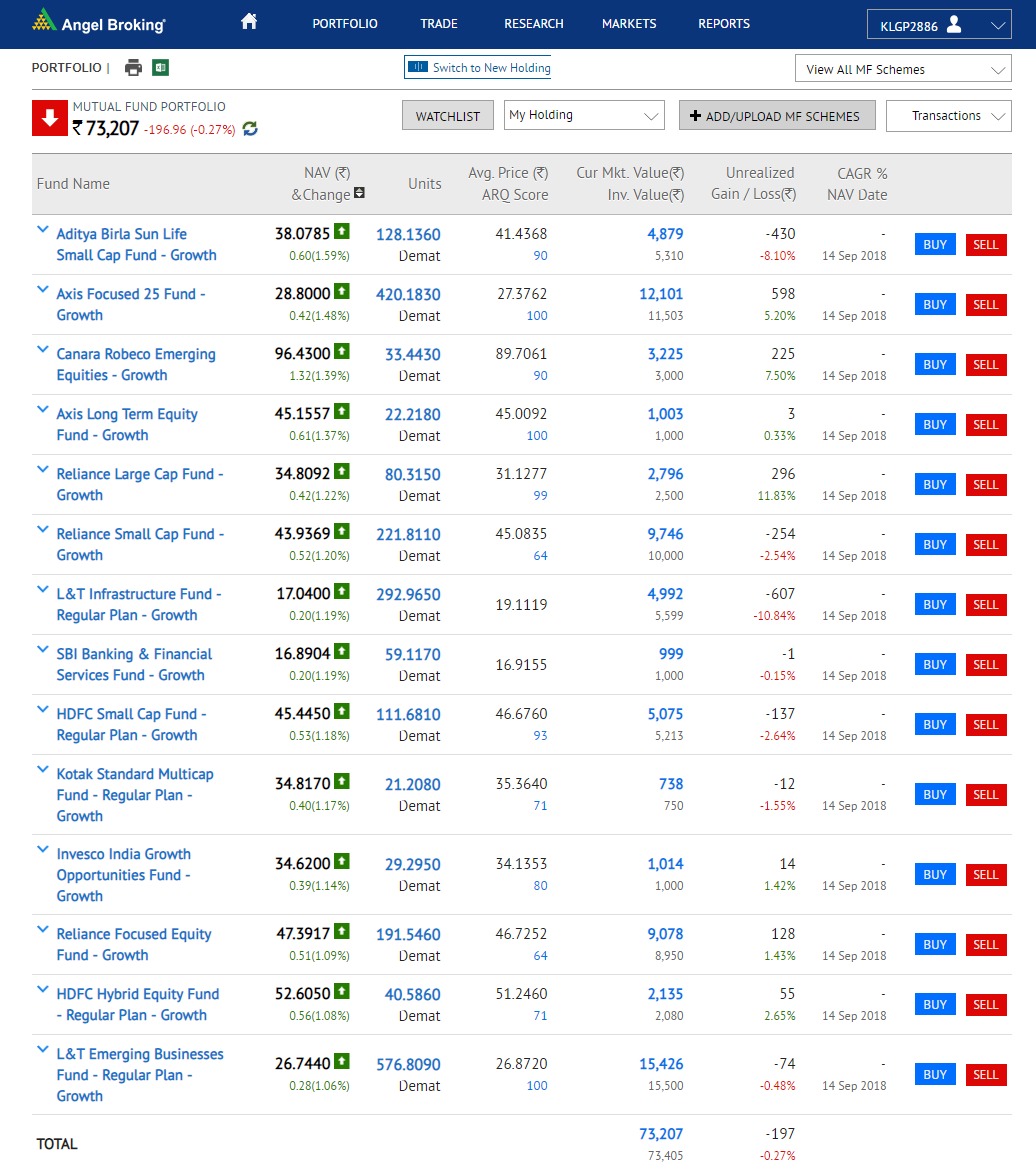 Angel Broking
PORTFOLIO TRADE RESEARCH MARKETS REPORTS KLGP2886
PORTFOLIO | Switch to New Holding View All MF Schemes
MUTUAL FUND PORTFOLIO
₹ 73,207 -196.96 (-0.27%) WATCHLIST My Holding + ADD/UPLOAD MF SCHEMES Transactions
Fund Name NAV (₹) &Change Units Avg. Price (₹) ARQ Score Cur Mkt. Value(₹) Inv. Value(₹) Unrealized Gain / Loss(₹) CAGR % NAV Date
Aditya Birla Sun Life 38.0785 128.1360 41.4368 4,879 -430 - BUY SELL
Small Cap Fund - Growth 0.60(1.59%) Demat 90 5,310 -8.10% 14 Sep 2018
Axis Focused 25 Fund - 28.8000 420.1830 27.3762 12,101 598 - BUY SELL
Growth 0.42(1.48%) Demat 100 11,503 5.20% 14 Sep 2018
Canara Robeco Emerging 96.4300 33.4430 89.7061 3,225 225 - BUY SELL
Equities - Growth 1.32(1.39%) Demat 90 3,000 7.50% 14 Sep 2018
Axis Long Term Equity 45.1557 22.2180 45.0092 1,003 3 - BUY SELL
Fund - Growth 0.61(1.37%) Demat 100 1,000 0.33% 14 Sep 2018
Reliance Large Cap Fund - 34.8092 80.3150 31.1277 2,796 296 - BUY SELL
Growth 0.42(1.22%) Demat 99 2,500 11.83% 14 Sep 2018
Reliance Small Cap Fund - 43.9369 221.8110 45.0835 9,746 -254 - BUY SELL
Growth 0.52(1.20%) Demat 64 10,000 -2.54% 14 Sep 2018
L&T Infrastructure Fund - 17.0400 292.9650 19.1119 4,992 -607 - BUY SELL
Regular Plan - Growth 0.20(1.19%) Demat 5,599 -10.84% 14 Sep 2018
SBI Banking & Financial 16.8904 59.1170 16.9155 999 -1 - BUY SELL
Services Fund - Growth 0.20(1.19%) Demat 1,000 -0.15% 14 Sep 2018
HDFC Small Cap Fund - 45.4450 111.6810 46.6760 5,075 -137 - BUY SELL
Regular Plan - Growth 0.53(1.18%) Demat 93 5,213 -2.64% 14 Sep 2018
Kotak Standard Multicap 34.8170 21.2080 35.3640 738 -12 - BUY SELL
Fund - Regular Plan - 0.40(1.17%) Demat 71 750 -1.55% 14 Sep 2018
Growth
Invesco India Growth 34.6200 29.2950 34.1353 1,014 14 - BUY SELL
Opportunities Fund - 0.39(1.14%) Demat 80 1,000 1.42% 14 Sep 2018
Growth
Reliance Focused Equity 47.3917 191.5460 46.7252 9,078 128 - BUY SELL
Fund - Growth 0.51(1.09%) Demat 64 8,950 1.43% 14 Sep 2018
HDFC Hybrid Equity Fund 52.6050 40.5860 51.2460 2,135 55 - BUY SELL
- Regular Plan - Growth 0.56(1.08%) Demat 71 2,080 2.65% 14 Sep 2018
L&T Emerging Businesses 26.7440 576.8090 26.8720 15,426 -74 - BUY SELL
Fund - Regular Plan - 0.28(1.06%) Demat 100 15,500 -0.48% 14 Sep 2018
Growth
TOTAL 73,207 -197
73,405 -0.27%